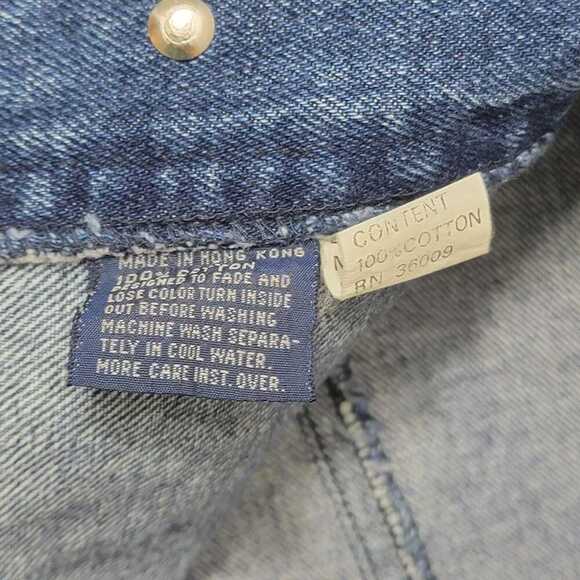 MADE IN HONG KONG
100% COTTON
DESIGNED TO FADE AND
LOSE COLOR TURN INSIDE
OUT BEFORE WASHING
MACHINE WASH SEPARA-
TELY IN COOL WATER.
MORE CARE INST. OVER.
M
CONTENT
100% COTTON
RN 36009